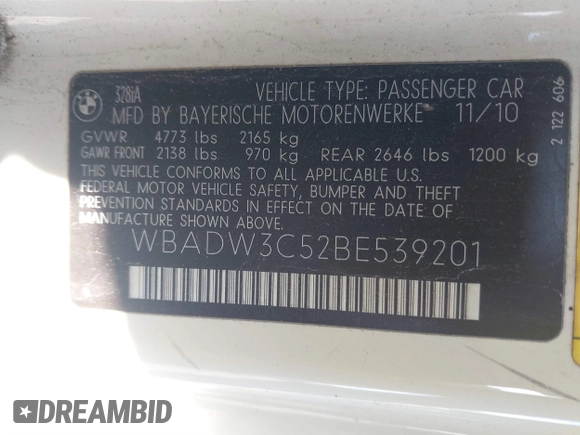 BMW
328iA
VEHICLE TYPE: PASSENGER CAR
MFD BY BAYERISCHE MOTORENWERKE 11/10
GVWR 4773 lbs 2165 kg
GAWR FRONT 2138 lbs 970 kg REAR 2646 lbs 1200 kg
THIS VEHICLE CONFORMS TO ALL APPLICABLE U.S.
FEDERAL MOTOR VEHICLE SAFETY, BUMPER AND THEFT
PREVENTION STANDARDS IN EFFECT ON THE DATE OF
MANUFACTURE SHOWN ABOVE.
WBADW3C52BE539201
2 122 606
DREAMBID